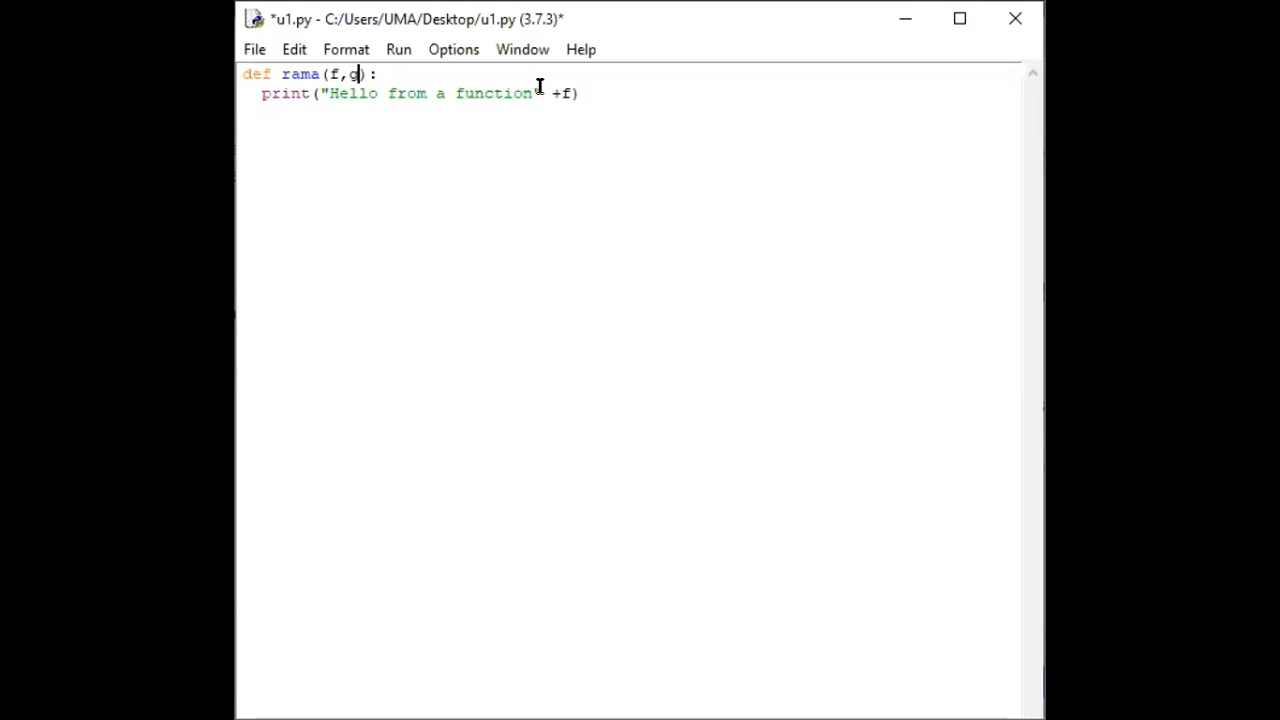 *u1.py - C:/Users/UMA/Desktop/u1.py (3.7.3)*
File Edit Format Run Options Window Help
def rama(f,g):
print("Hello from a function" +f)